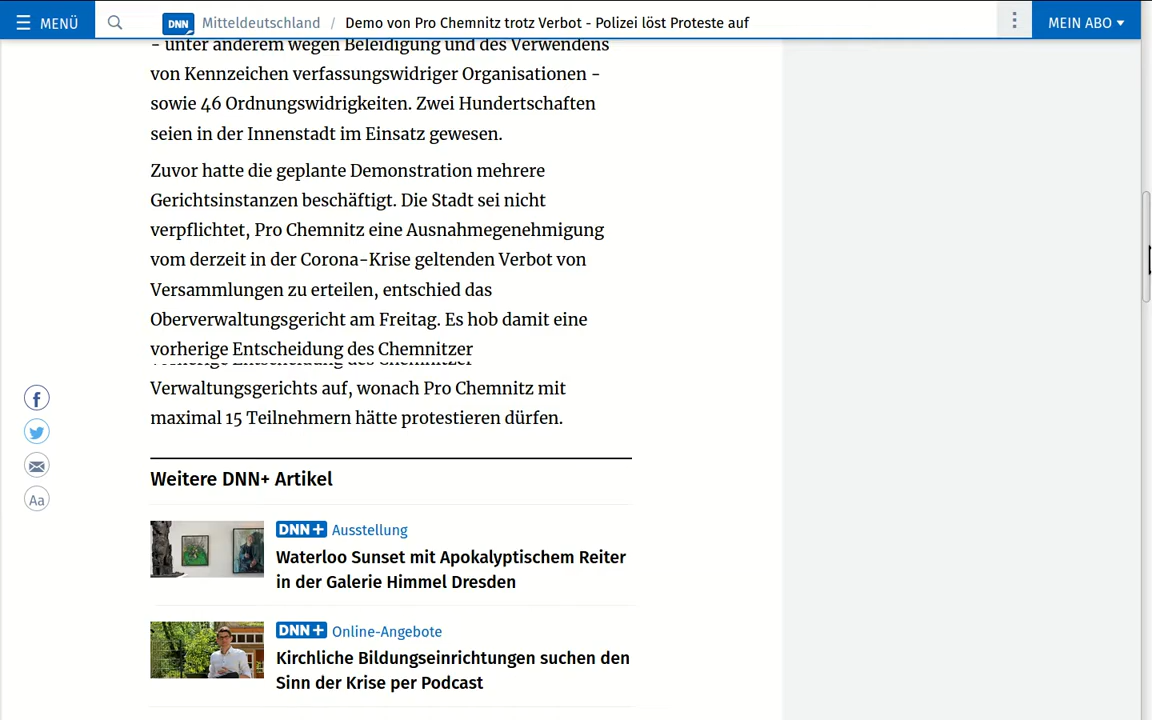 MENÜ
DNN Mitteldeutschland / Demo von Pro Chemnitz trotz Verbot - Polizei löst Proteste auf
MEIN ABO
- unter anderem wegen Beleidigung und des Verwendens
von Kennzeichen verfassungswidriger Organisationen -
sowie 46 Ordnungswidrigkeiten. Zwei Hundertschaften
seien in der Innenstadt im Einsatz gewesen.
Zuvor hatte die geplante Demonstration mehrere
Gerichtsinstanzen beschäftigt. Die Stadt sei nicht
verpflichtet, Pro Chemnitz eine Ausnahmegenehmigung
vom derzeit in der Corona-Krise geltenden Verbot von
Versammlungen zu erteilen, entschied das
Oberverwaltungsgericht am Freitag. Es hob damit eine
vorherige Entscheidung des Chemnitzer
Verwaltungsgerichts auf, wonach Pro Chemnitz mit
maximal 15 Teilnehmern hätte protestieren dürfen.
Aa
Weitere DNN+ Artikel
DNN+ Ausstellung
Waterloo Sunset mit Apokalyptischem Reiter
in der Galerie Himmel Dresden
DNN+ Online-Angebote
Kirchliche Bildungseinrichtungen suchen den
Sinn der Krise per Podcast